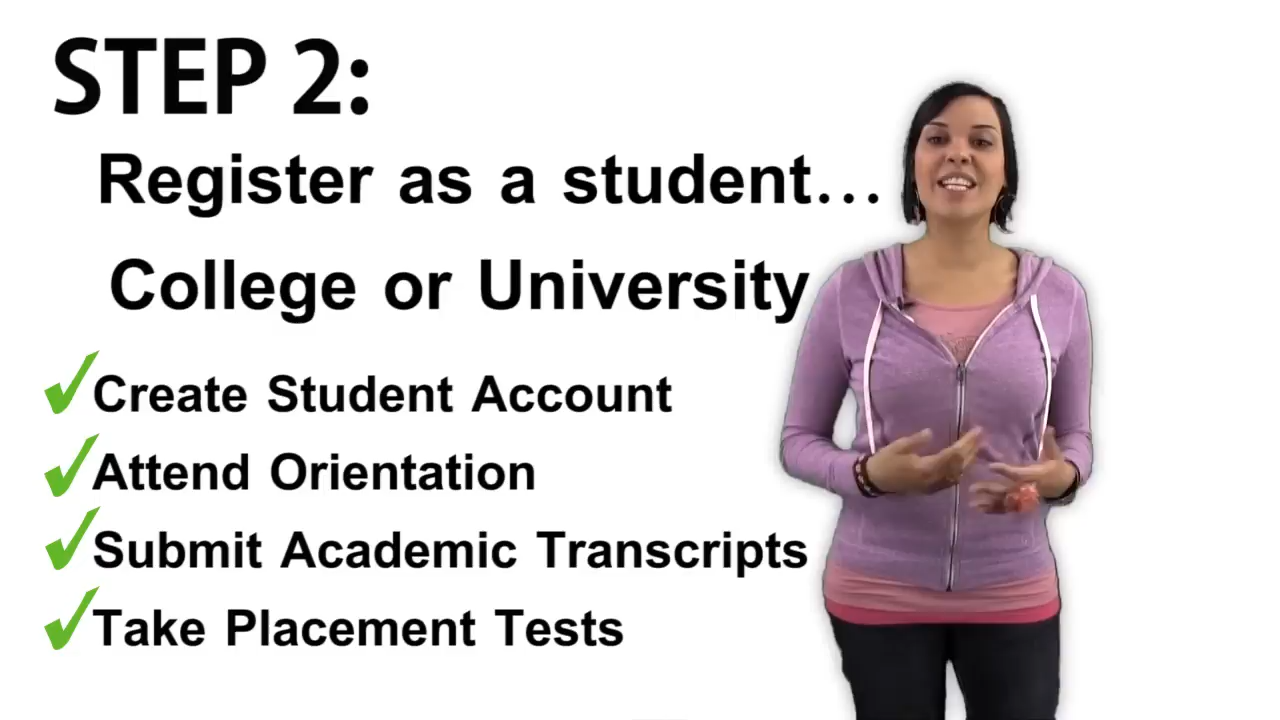 STEP 2:
Register as a student...
College or University
Create Student Account
Attend Orientation
Submit Academic Transcripts
Take Placement Tests